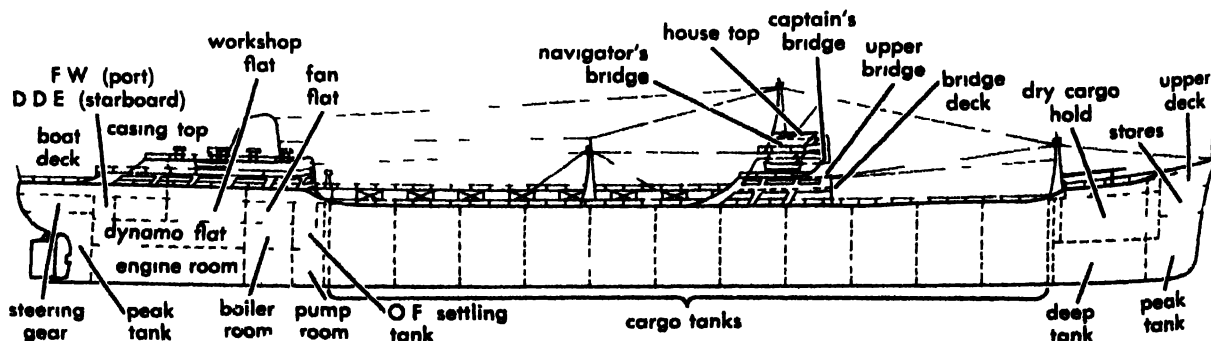 captain's
bridge
workshop
flat
house top
navigator's
bridge
upper
bridge
F W (port)
D D E (starboard)
fan
flat
bridge
deck
dry cargo
hold
upper
deck
boat
deck
casing top
stores
dynamo flat
engine room
steering
gear
peak
tank
boiler
room
pump
room
O F settling
tank
cargo tanks
deep
tank
peak
tank